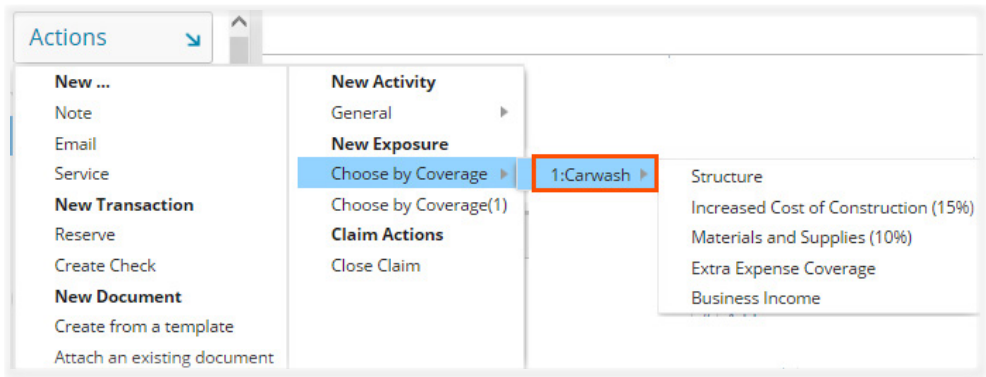 Actions
New ...
Note
Email
Service
New Transaction
Reserve
Create Check
New Document
Create from a template
Attach an existing document
New Activity
General
New Exposure
Choose by Coverage
Choose by Coverage(1)
Claim Actions
Close Claim
1:Carwash
Structure
Increased Cost of Construction (15%)
Materials and Supplies (10%)
Extra Expense Coverage
Business Income